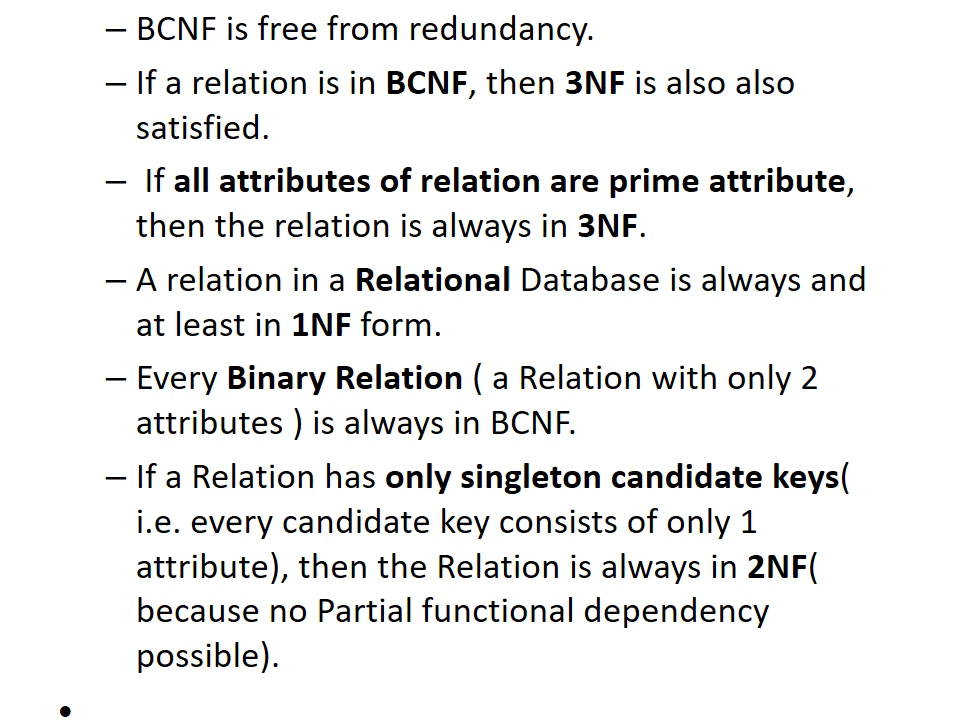 – BCNF is free from redundancy.
– If a relation is in BCNF, then 3NF is also also
satisfied.
– If all attributes of relation are prime attribute,
then the relation is always in 3NF.
– A relation in a Relational Database is always and
at least in 1NF form.
– Every Binary Relation ( a Relation with only 2
attributes ) is always in BCNF.
– If a Relation has only singleton candidate keys(
i.e. every candidate key consists of only 1
attribute), then the Relation is always in 2NF(
because no Partial functional dependency
possible).
•